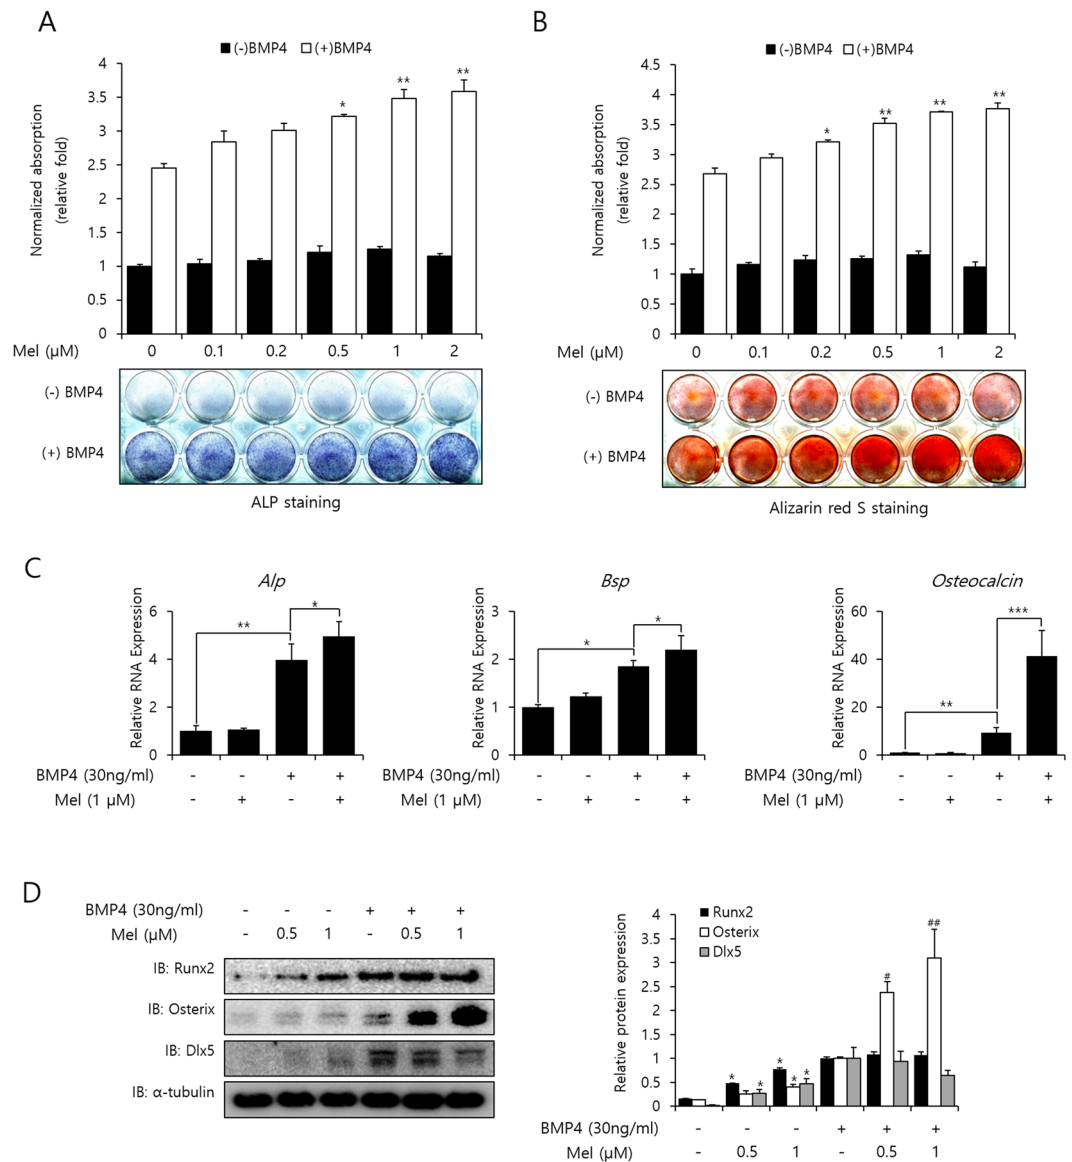 A
(-)BMP4 (+)BMP4
Normalized absorption
(relative fold)
4
3.5
3
2.5
2
1.5
1
0.5
0
* ** **
Mel (μM) 0 0.1 0.2 0.5 1 2
(-) BMP4
(+) BMP4
ALP staining
B
(-)BMP4 (+)BMP4
Normalized absorption
(relative fold)
4.5
4
3.5
3
2.5
2
1.5
1
0.5
0
* ** ** **
Mel (μM) 0 0.1 0.2 0.5 1 2
(-) BMP4
(+) BMP4
Alizarin red S staining
C
Alp
Relative RNA Expression
6
4
2
0
** *
BMP4 (30ng/ml) - - + +
Mel (1 μM) - + - +
Bsp
Relative RNA Expression
3
2
1
0
* *
BMP4 (30ng/ml) - - + +
Mel (1 μM) - + - +
Osteocalcin
Relative RNA Expression
60
40
20
0
** ***
BMP4 (30ng/ml) - - + +
Mel (1 μM) - + - +
D
BMP4 (30ng/ml) - - - + + +
Mel (μM) - 0.5 1 - 0.5 1
IB: Runx2
IB: Osterix
IB: Dlx5
IB: α-tubulin
Runx2
Osterix
Dlx5
Relative protein expression
4
3.5
3
2.5
2
1.5
1
0.5
0
* * * * * # ##
BMP4 (30ng/ml) - - - + + +
Mel (μM) - 0.5 1 - 0.5 1